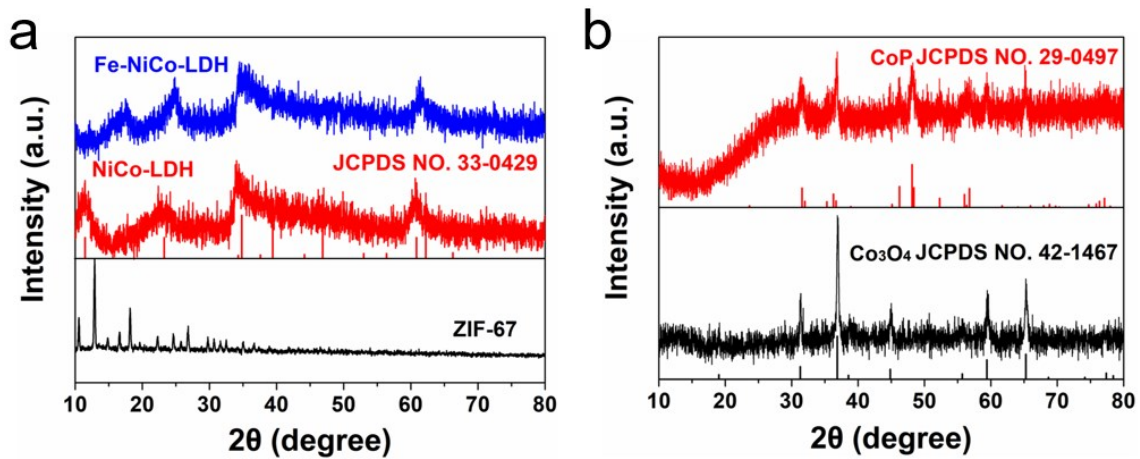 a
Fe-NiCo-LDH
NiCo-LDH
JCPDS NO. 33-0429
ZIF-67
Intensity (a.u.)
10 20 30 40 50 60 70 80
2θ (degree)
b
CoP JCPDS NO. 29-0497
Co₃O₄ JCPDS NO. 42-1467
Intensity (a.u.)
10 20 30 40 50 60 70 80
2θ (degree)